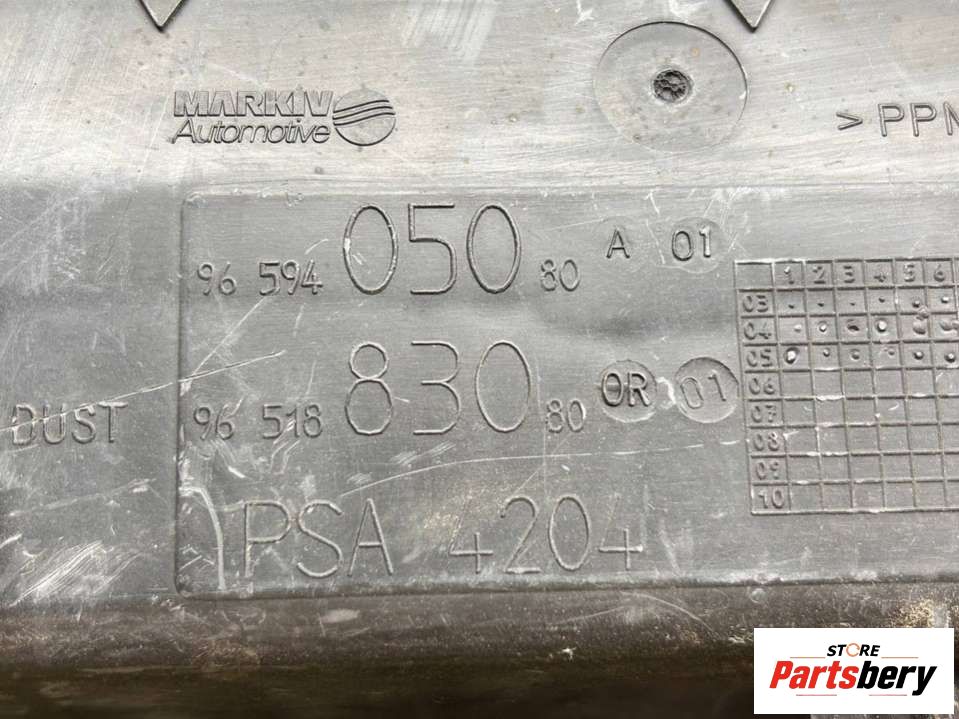 MARKIV
Automotive
> PPN
96 594 050 80 A 01
96 518 830 80 OR 01
DUST
PSA 4204
1 2 3 4 5 6
03
04
05
06
07
08
09
10
STORE
Partsbery